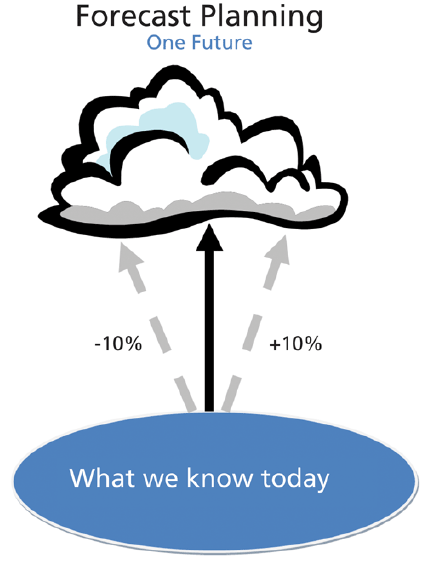 Forecast Planning
One Future
-10%
+10%
What we know today